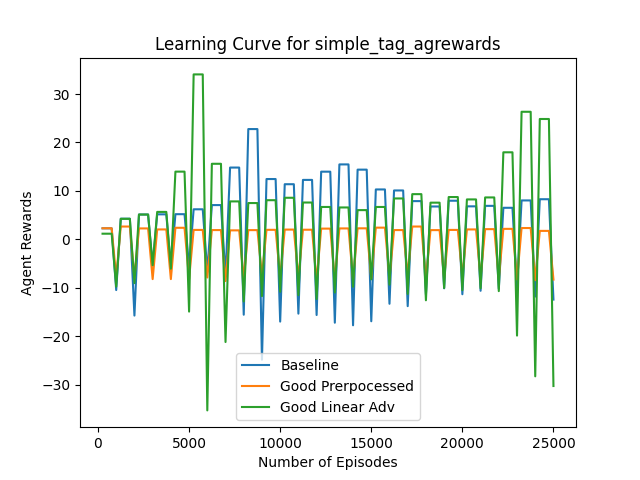 Learning Curve for simple_tag_agrewards
Agent Rewards
30
20
10
0
−10
−20
−30
Baseline
Good Prerpocessed
Good Linear Adv
0
5000
10000
15000
20000
25000
Number of Episodes